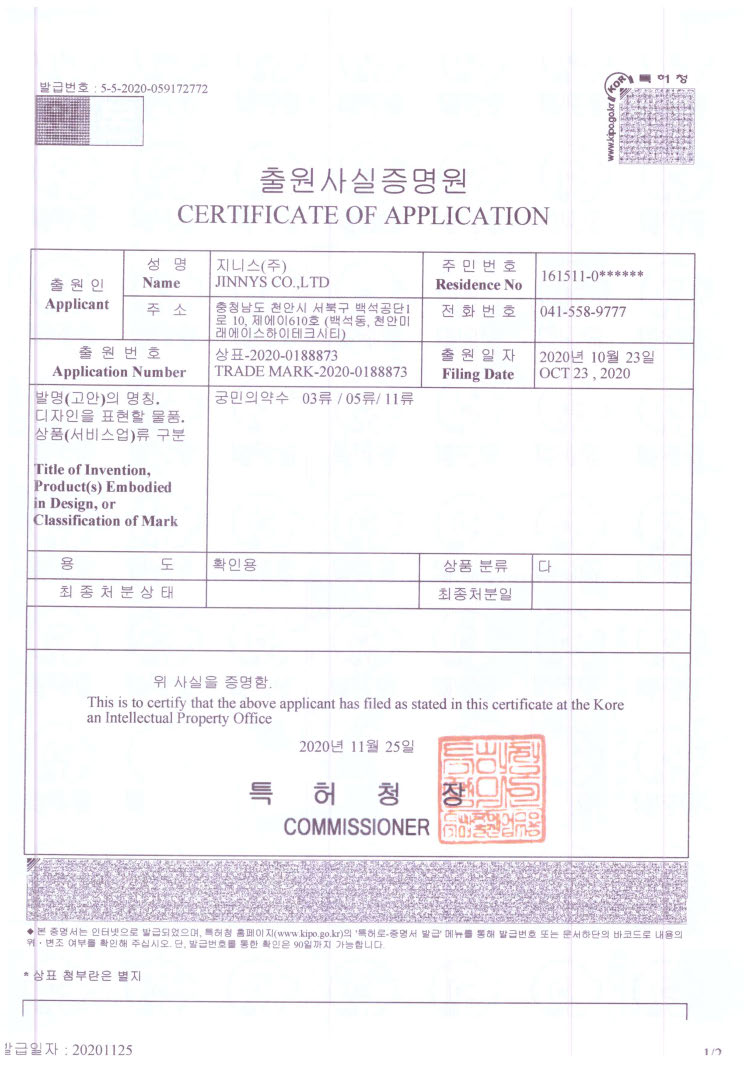 발급번호 : 5-5-2020-059172772
KOR 특허청
www.kipo.go.kr
출원사실증명원
CERTIFICATE OF APPLICATION
출 원 인
Applicant
성 명
Name
지니스(주)
JINNYS CO.,LTD
주 민 번 호
Residence No
161511-0******
주 소
충청남도 천안시 서북구 백석공단1
로 10, 제에이610호 (백석동, 천안미
래에이스하이테크시티)
전 화 번 호
041-558-9777
출 원 번 호
Application Number
상표-2020-0188873
TRADE MARK-2020-0188873
출 원 일 자
Filing Date
2020년 10월 23일
OCT 23 , 2020
발명(고안)의 명칭.
디자인을 표현할 물품.
상품(서비스업)류 구분
Title of Invention,
Product(s) Embodied
in Design, or
Classification of Mark
궁민의약수 03류 / 05류/ 11류
용 도
확인용
상품 분류
다
최 종 처 분 상 태
최종처분일
위 사실을 증명함.
This is to certify that the above applicant has filed as stated in this certificate at the Kore
an Intellectual Property Office
2020년 11월 25일
특 허 청 장
COMMISSIONER
◆ 본 증명서는 인터넷으로 발급되었으며, 특허청 홈페이지(www.kipo.go.kr)의 '특허로-증명서 발급' 메뉴를 통해 발급번호 또는 문서하단의 바코드로 내용의
위 · 변조 여부를 확인해 주십시오. 단, 발급번호를 통한 확인은 90일까지 가능합니다.
* 상표 첨부란은 별지
발급일자 : 20201125
1/2